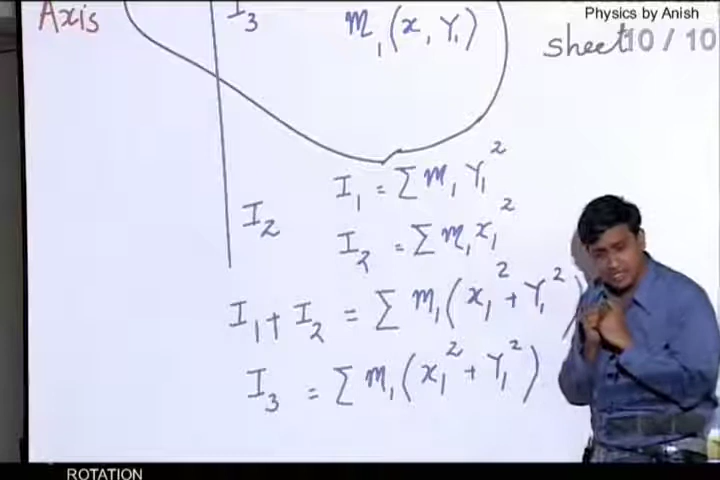 Physics by Anish
Axis
I₃
m₁(x₁ Y₁)
sheet 10 / 10
I₁ = Σ m₁ Y₁²
I₂
I₂ = Σ m₁ x₁²
I₁ + I₂ = Σ m₁ (x₁² + Y₁²)
I₃ = Σ m₁ (x₁² + Y₁²)
ROTATION